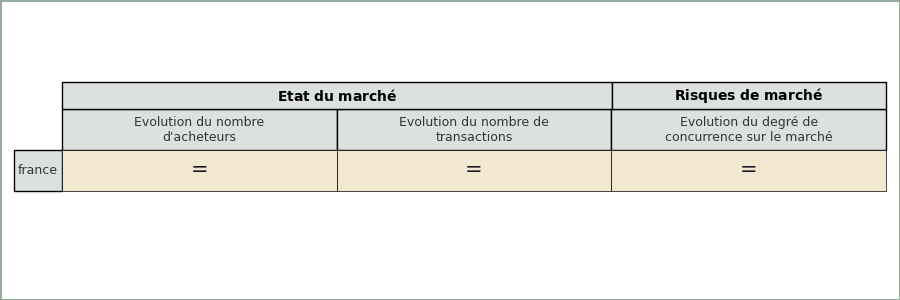 Etat du marché
Risques de marché
Evolution du nombre
d'acheteurs
Evolution du nombre de
transactions
Evolution du degré de
concurrence sur le marché
france
=
=
=